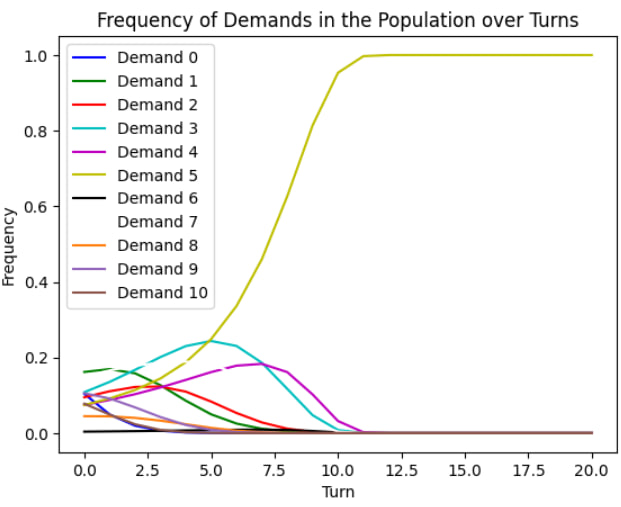 Frequency of Demands in the Population over Turns
1.0
0.8
0.6
0.4
0.2
0.0
Frequency
Demand 0
Demand 1
Demand 2
Demand 3
Demand 4
Demand 5
Demand 6
Demand 7
Demand 8
Demand 9
Demand 10
0.0 2.5 5.0 7.5 10.0 12.5 15.0 17.5 20.0
Turn